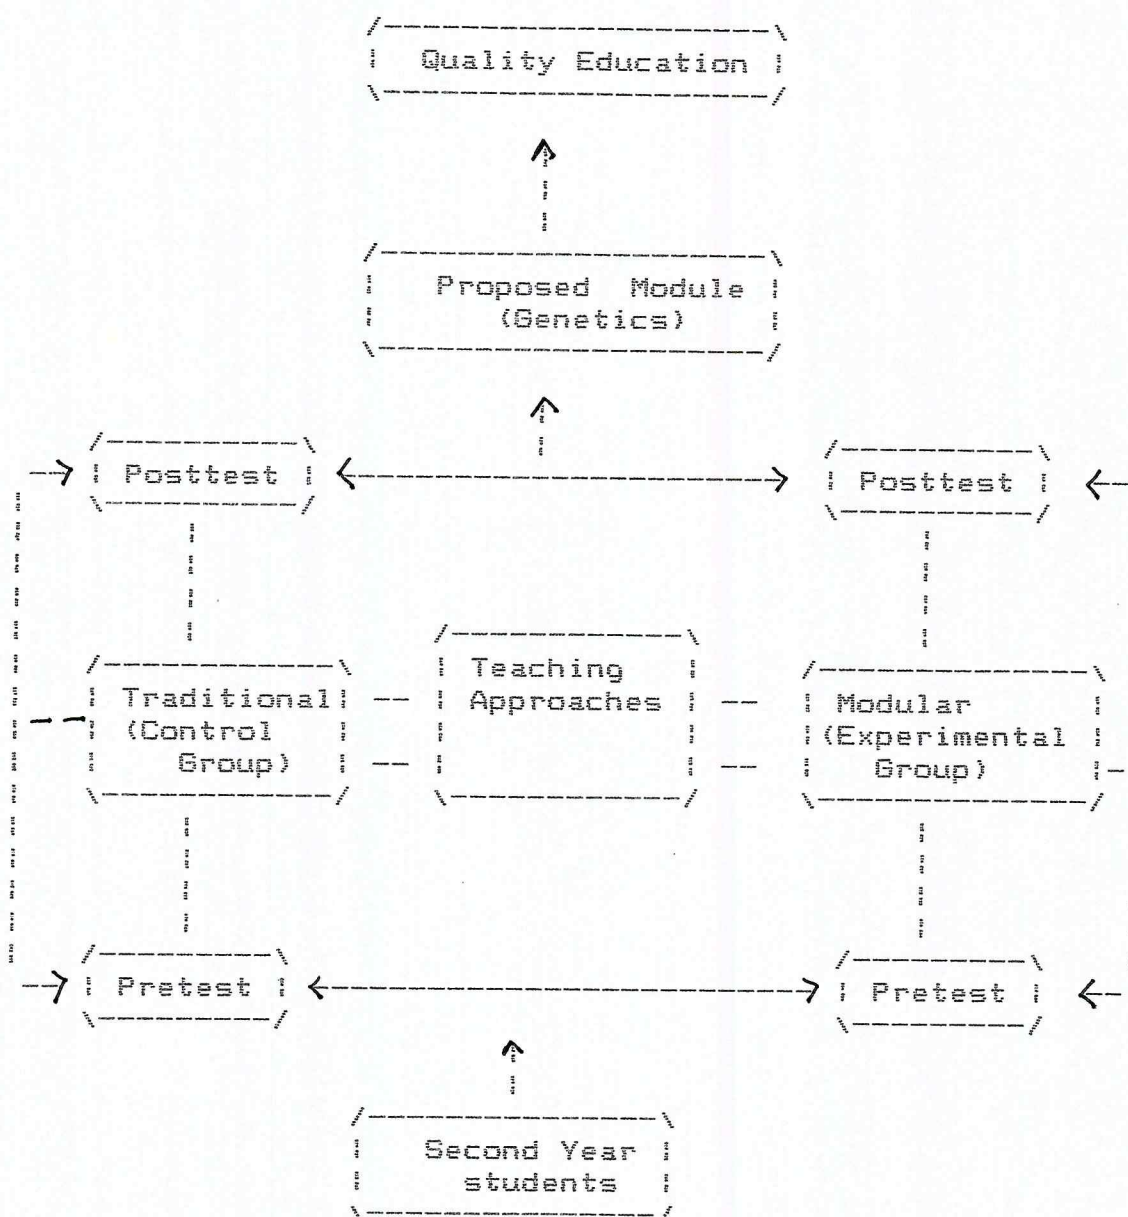 Quality Education
Proposed Module
(Genetics)
Posttest
Posttest
Traditional
(Control
Group)
Teaching
Approaches
Modular
(Experimental
Group)
Pretest
Pretest
Second Year
students